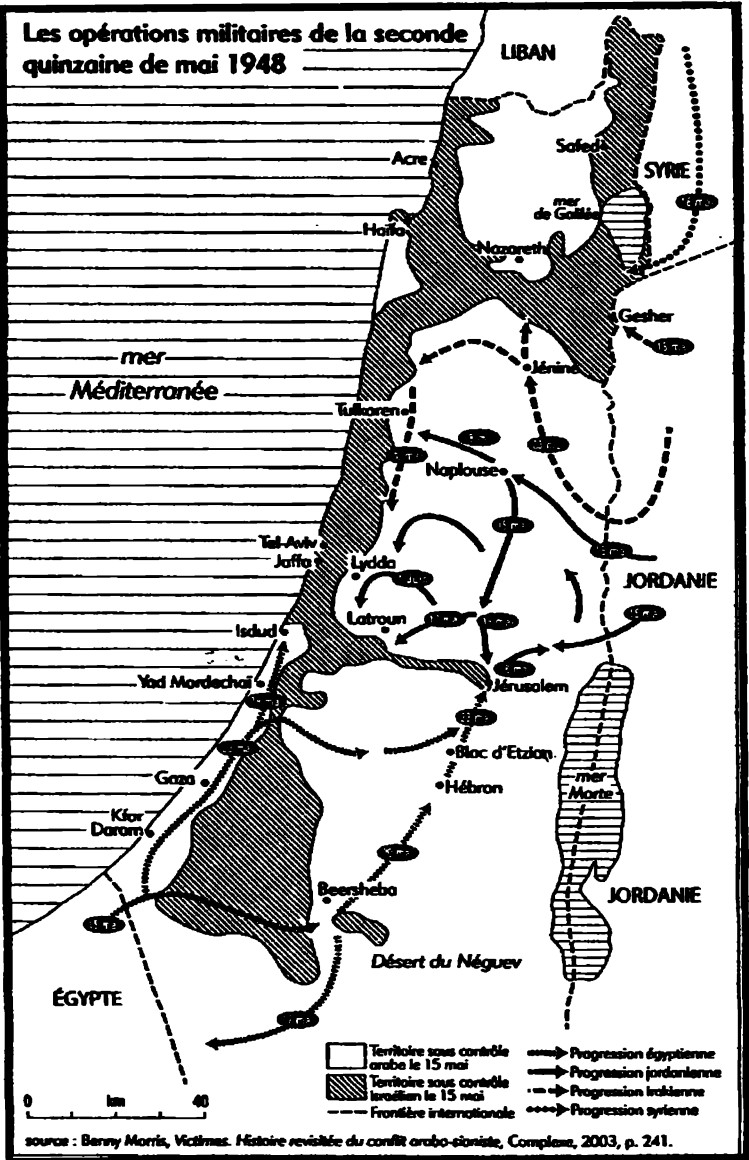 Les opérations militaires de la seconde
quinzaine de mai 1948
LIBAN
Safed
Acre
SYRIE
mer
de Galilée
Haïfa
Nazareth
Gesher
mer
Méditerranée
Jénine
Tulkaren
Naplouse
Tel-Aviv
Jaffa
Lydda
JORDANIE
Latroun
Isdud
Yad Mordechaï
Jérusalem
Bloc d'Etzion
Gaza
Hébron
mer
Morte
Kfar
Darom
Beersheba
JORDANIE
Désert du Néguev
ÉGYPTE
Territoire sous contrôle
arabe le 15 mai
Territoire sous contrôle
israélien le 15 mai
Frontière internationale
Progression égyptienne
Progression jordanienne
Progression irakienne
Progression syrienne
0 km 40
source : Benny Morris, Victimes. Histoire revisitée du conflit arabo-sioniste, Complexe, 2003, p. 241.